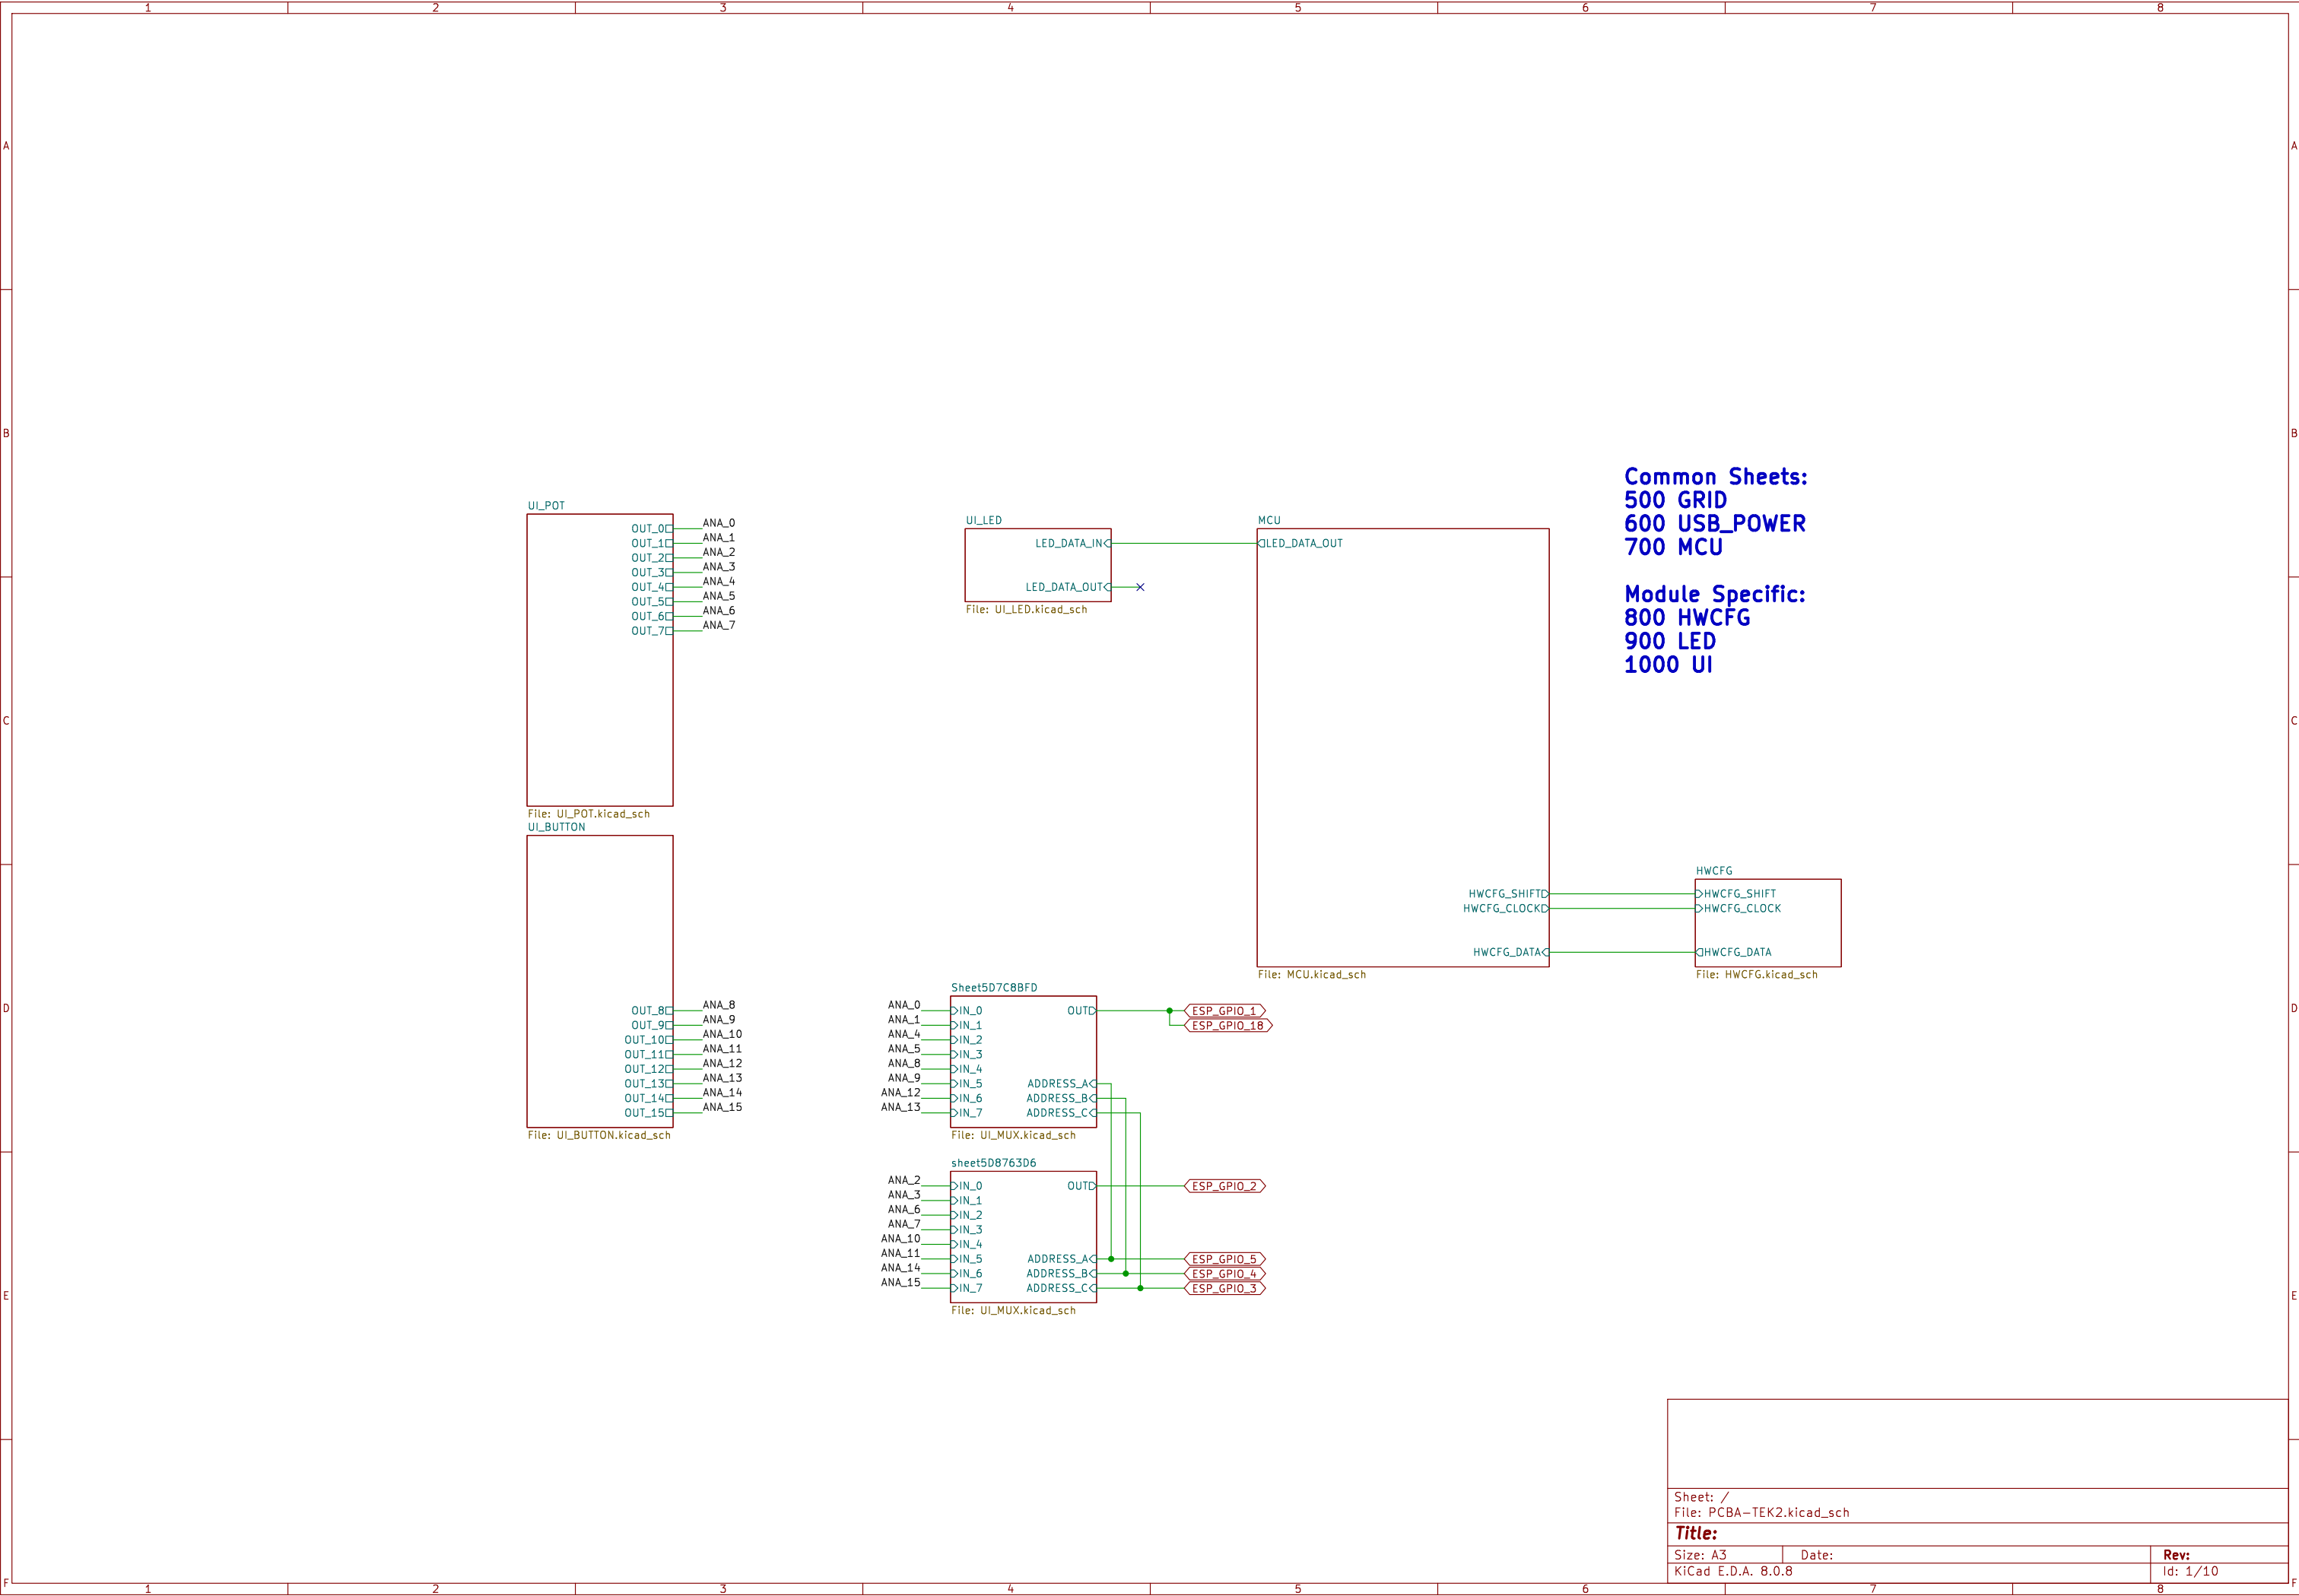 1 2 3 4 5 6 7 8
A A
B B
C C
D D
E E
F F
Common Sheets:
500 GRID
600 USB_POWER
700 MCU
Module Specific:
800 HWCFG
900 LED
1000 UI
UI_POT
OUT_0 ANA_0
OUT_1 ANA_1
OUT_2 ANA_2
OUT_3 ANA_3
OUT_4 ANA_4
OUT_5 ANA_5
OUT_6 ANA_6
OUT_7 ANA_7
File: UI_POT.kicad_sch
UI_BUTTON
OUT_8 ANA_8
OUT_9 ANA_9
OUT_10 ANA_10
OUT_11 ANA_11
OUT_12 ANA_12
OUT_13 ANA_13
OUT_14 ANA_14
OUT_15 ANA_15
File: UI_BUTTON.kicad_sch
UI_LED
LED_DATA_IN
LED_DATA_OUT
File: UI_LED.kicad_sch
MCU
LED_DATA_OUT
HWCFG_SHIFT
HWCFG_CLOCK
HWCFG_DATA
File: MCU.kicad_sch
HWCFG
HWCFG_SHIFT
HWCFG_CLOCK
HWCFG_DATA
File: HWCFG.kicad_sch
Sheet5D7C8BFD
ANA_0 IN_0 OUT ESP_GPIO_1
ANA_1 IN_1 ESP_GPIO_18
ANA_4 IN_2
ANA_5 IN_3
ANA_8 IN_4
ANA_9 IN_5 ADDRESS_A
ANA_12 IN_6 ADDRESS_B
ANA_13 IN_7 ADDRESS_C
File: UI_MUX.kicad_sch
sheet5D8763D6
ANA_2 IN_0 OUT ESP_GPIO_2
ANA_3 IN_1
ANA_6 IN_2
ANA_7 IN_3
ANA_10 IN_4
ANA_11 IN_5 ADDRESS_A ESP_GPIO_5
ANA_14 IN_6 ADDRESS_B ESP_GPIO_4
ANA_15 IN_7 ADDRESS_C ESP_GPIO_3
File: UI_MUX.kicad_sch
Sheet: /
File: PCBA-TEK2.kicad_sch
Title:
Size: A3 Date: Rev:
KiCad E.D.A. 8.0.8 Id: 1/10
1 2 3 4 5 6 7 8